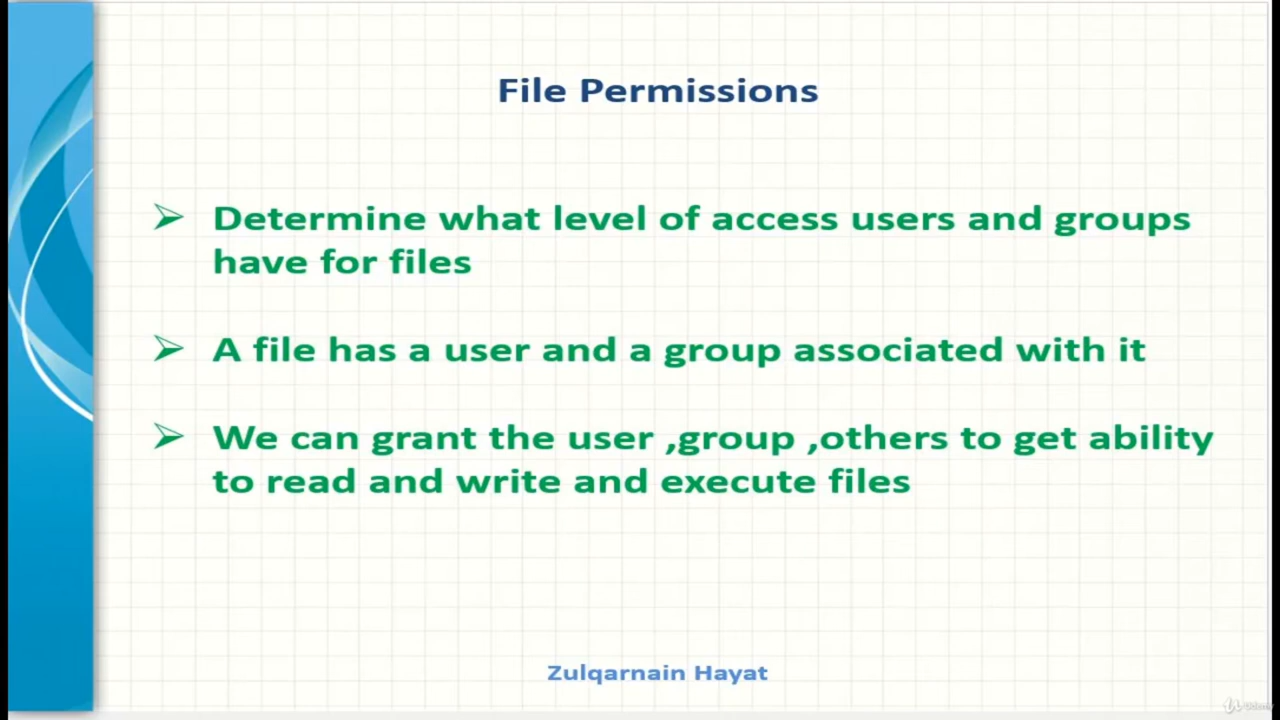 File Permissions
Determine what level of access users and groups
have for files
A file has a user and a group associated with it
We can grant the user ,group ,others to get ability
to read and write and execute files
Zulqarnain Hayat
Udemy